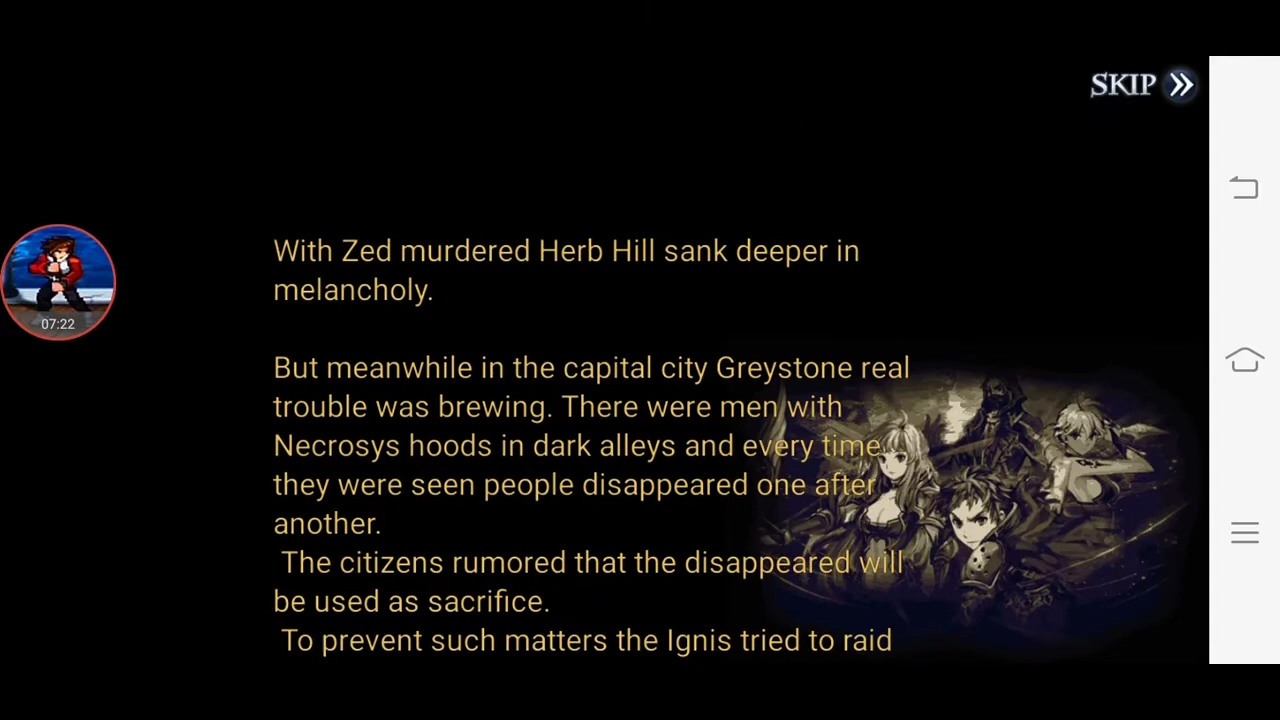 SKIP
With Zed murdered Herb Hill sank deeper in
melancholy.
07:22
But meanwhile in the capital city Greystone real
trouble was brewing. There were men with
Necrosys hoods in dark alleys and every time
they were seen people disappeared one after
another.
The citizens rumored that the disappeared will
be used as sacrifice.
To prevent such matters the Ignis tried to raid